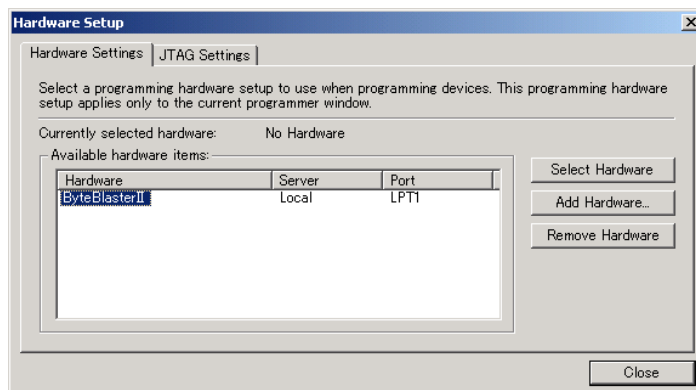 Hardware Setup
Hardware Settings JTAG Settings
Select a programming hardware setup to use when programming devices. This programming hardware
setup applies only to the current programmer window.
Currently selected hardware: No Hardware
Available hardware items:
Select Hardware
Hardware Server Port
ByteBlasterII Local LPT1
Add Hardware...
Remove Hardware
Close